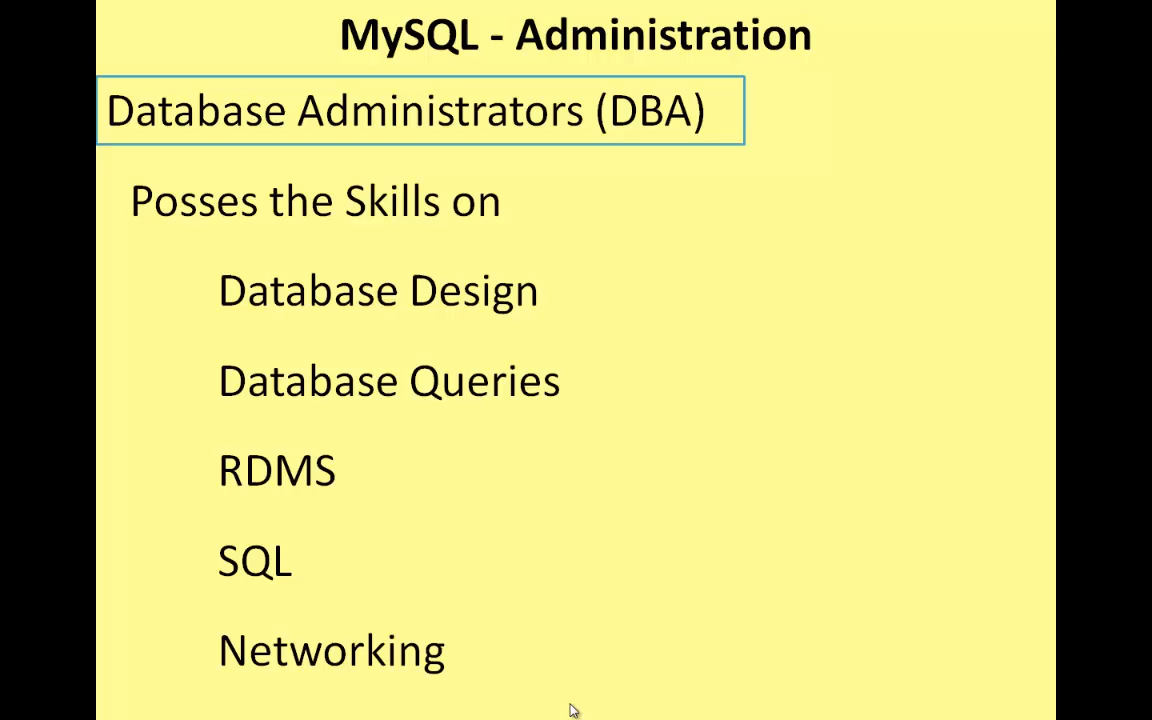 MySQL - Administration
Database Administrators (DBA)
Posses the Skills on
Database Design
Database Queries
RDMS
SQL
Networking